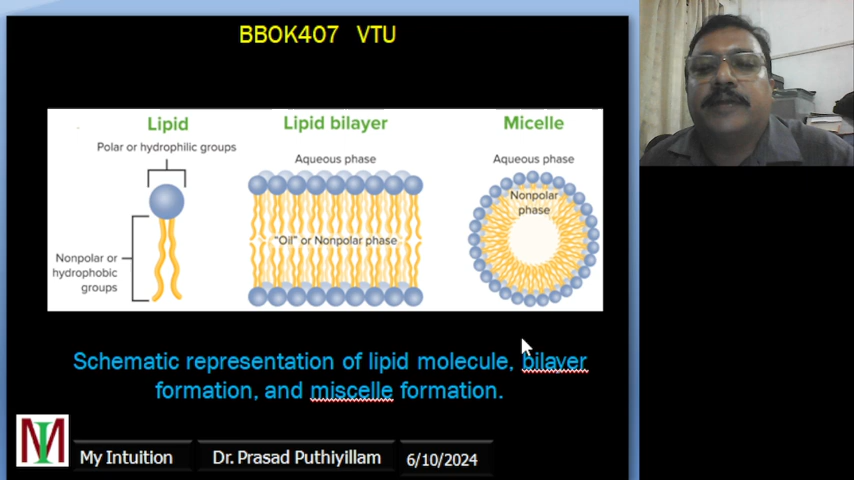 BBOK407 VTU
Lipid
Polar or hydrophilic groups
Nonpolar or
hydrophobic
groups
Lipid bilayer
Aqueous phase
"Oil" or Nonpolar phase
Micelle
Aqueous phase
Nonpolar
phase
Schematic representation of lipid molecule, bilayer
formation, and miscelle formation.
MI
My Intuition
Dr. Prasad Puthiyillam
6/10/2024